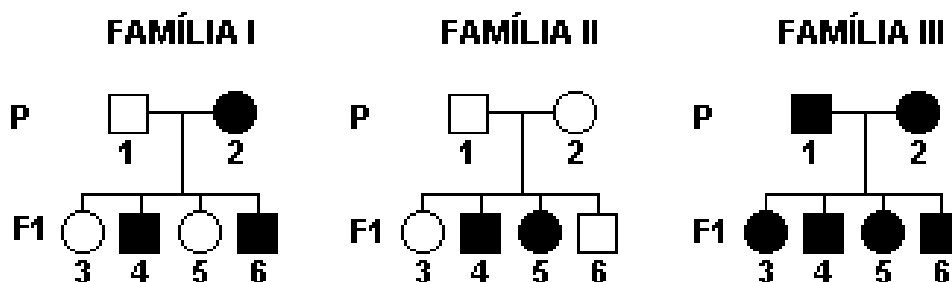 FAMÍLIA I FAMÍLIA II FAMÍLIA III
P P P
1 2 1 2 1 2
F1 F1 F1
3 4 5 6 3 4 5 6 3 4 5 6